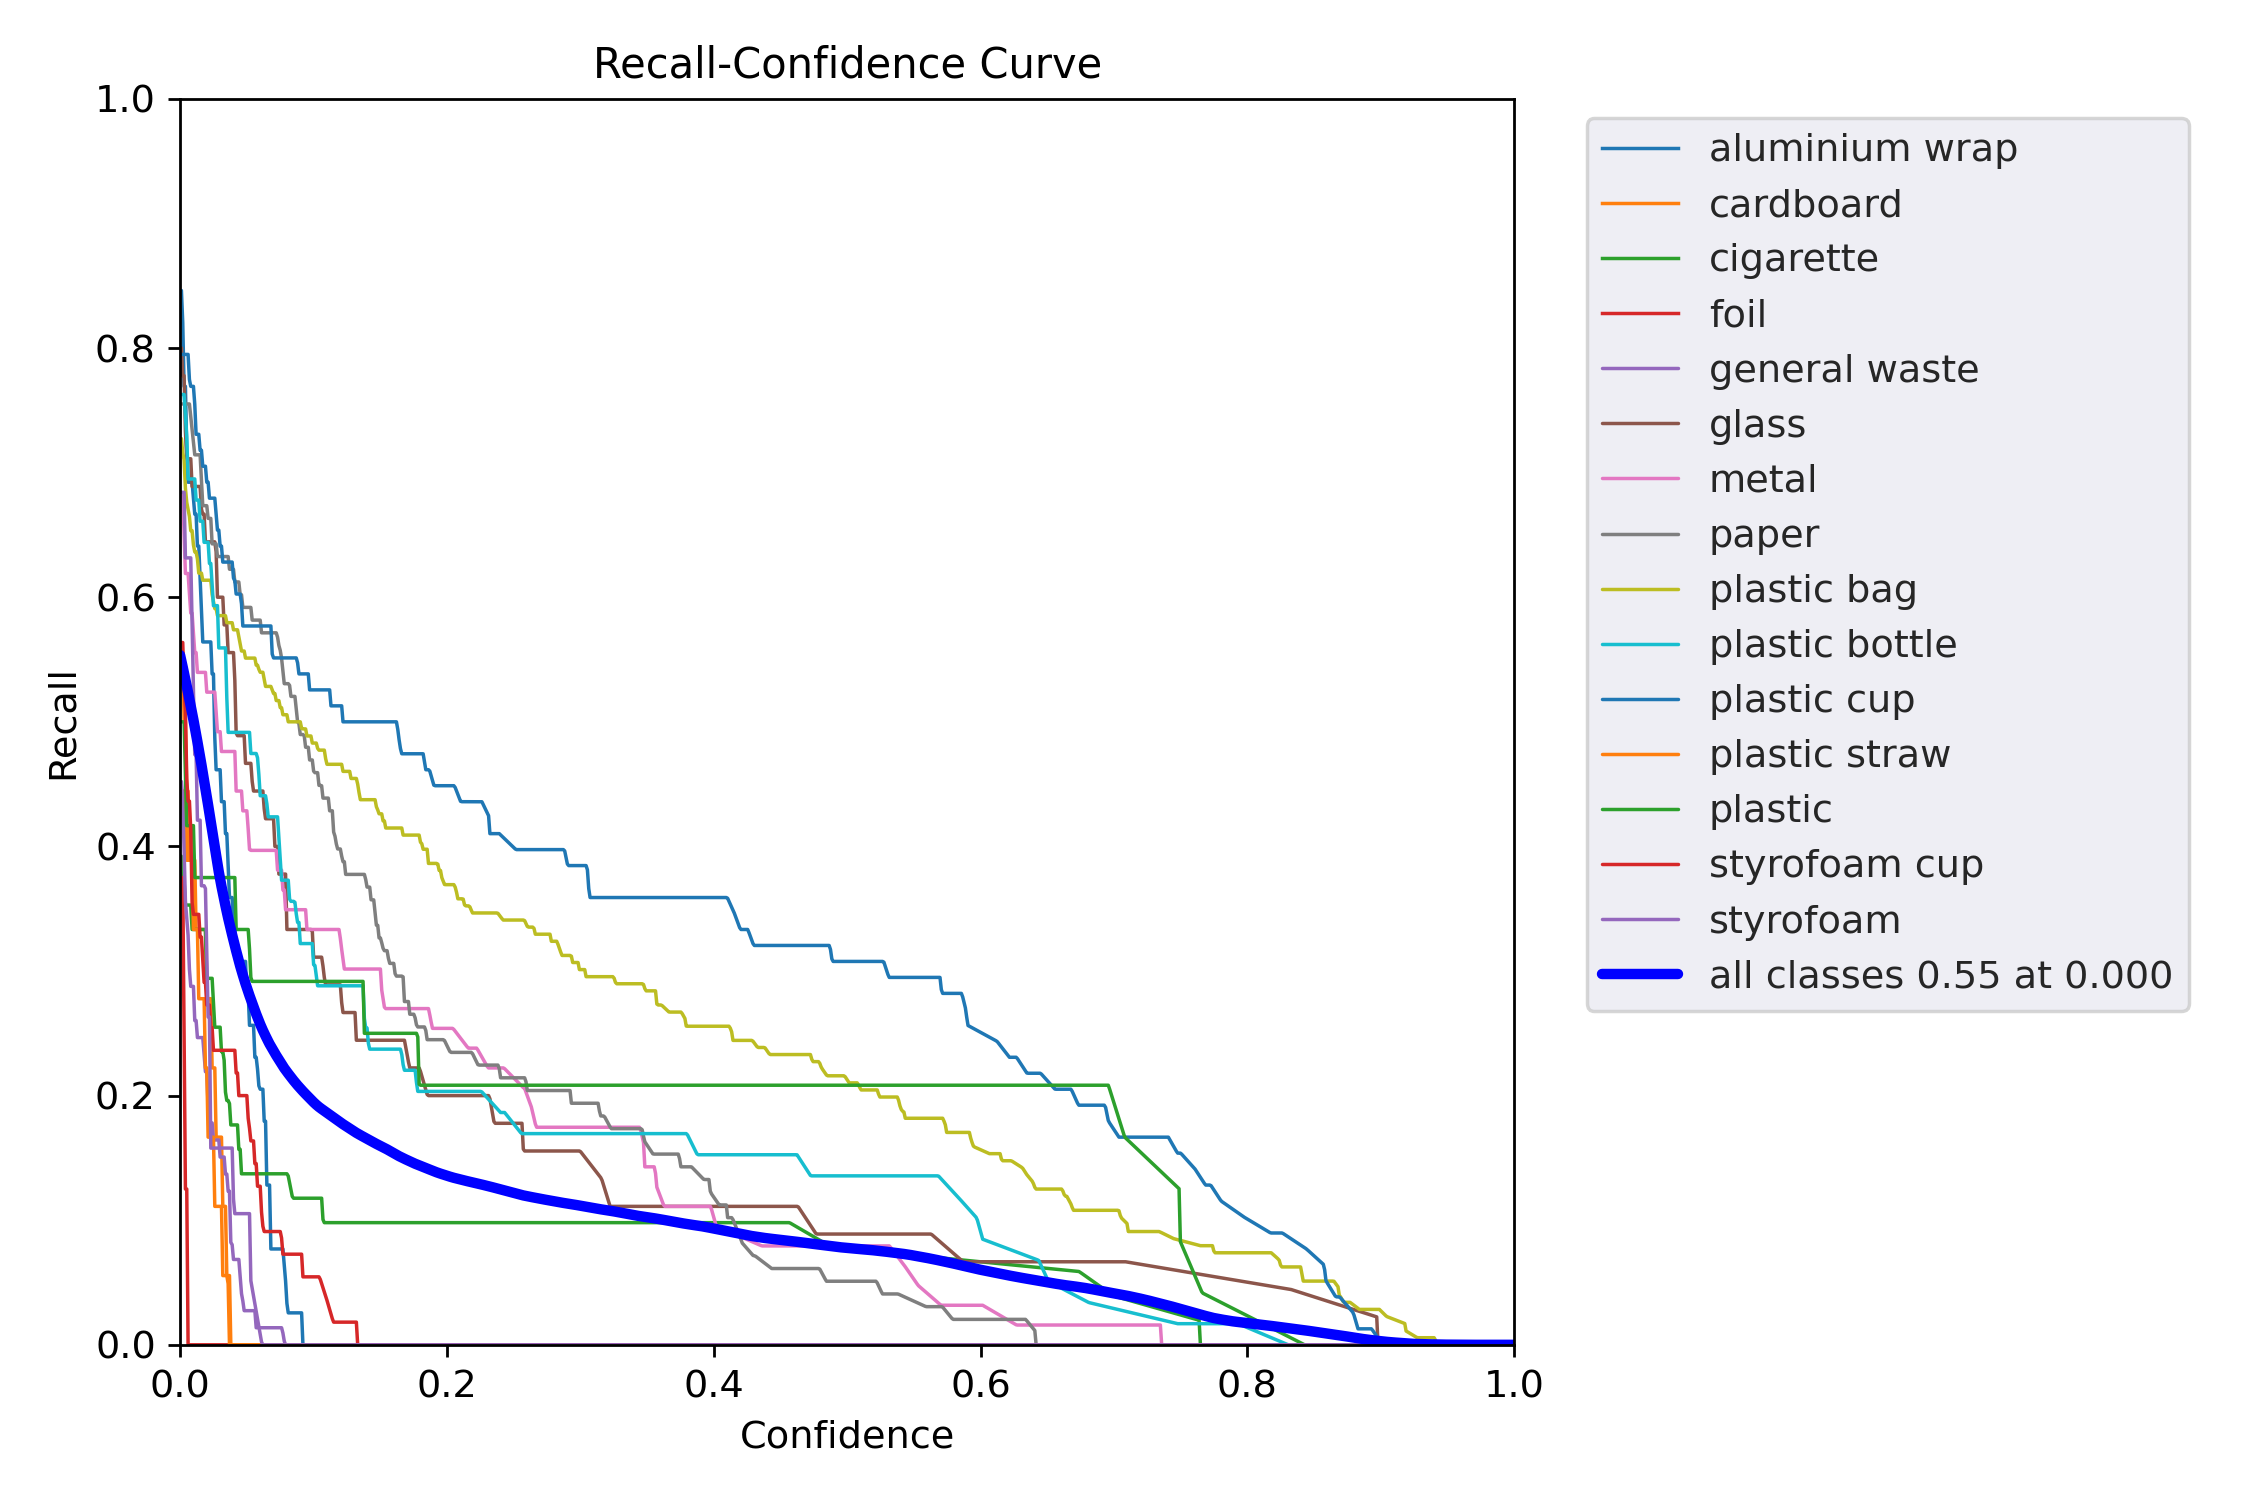 Recall-Confidence Curve
1.0
0.8
0.6
0.4
0.2
0.0
Recall
0.0 0.2 0.4 0.6 0.8 1.0
Confidence
aluminium wrap
cardboard
cigarette
foil
general waste
glass
metal
paper
plastic bag
plastic bottle
plastic cup
plastic straw
plastic
styrofoam cup
styrofoam
all classes 0.55 at 0.000